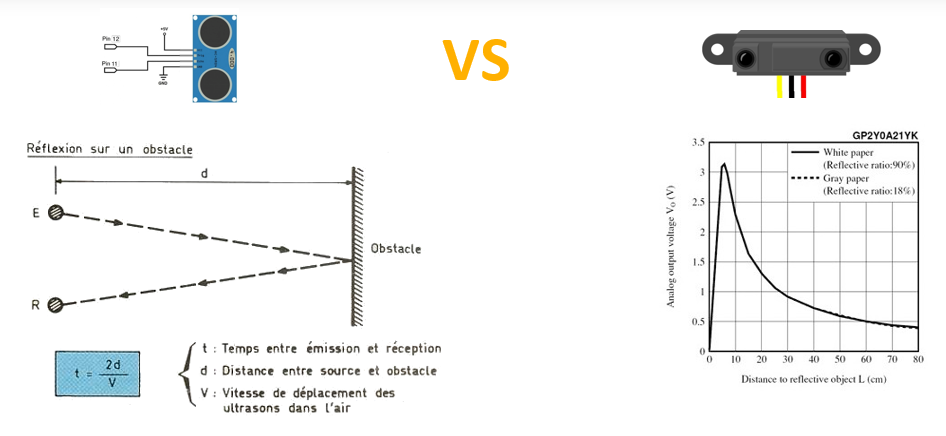 Pin 12
+5V
Pin 11
GND
VS
Réflexion sur un obstacle
d
E
Obstacle
R
t = 2d
V
t : Temps entre émission et réception
d : Distance entre source et obstacle
V : Vitesse de déplacement des
ultrasons dans l'air
GP2Y0A21YK
White paper
(Reflective ratio:90%)
Gray paper
(Reflective ratio:18%)
Analog output voltage VO (V)
3.5
3
2.5
2
1.5
1
0.5
0
0 10 20 30 40 50 60 70 80
Distance to reflective object L (cm)